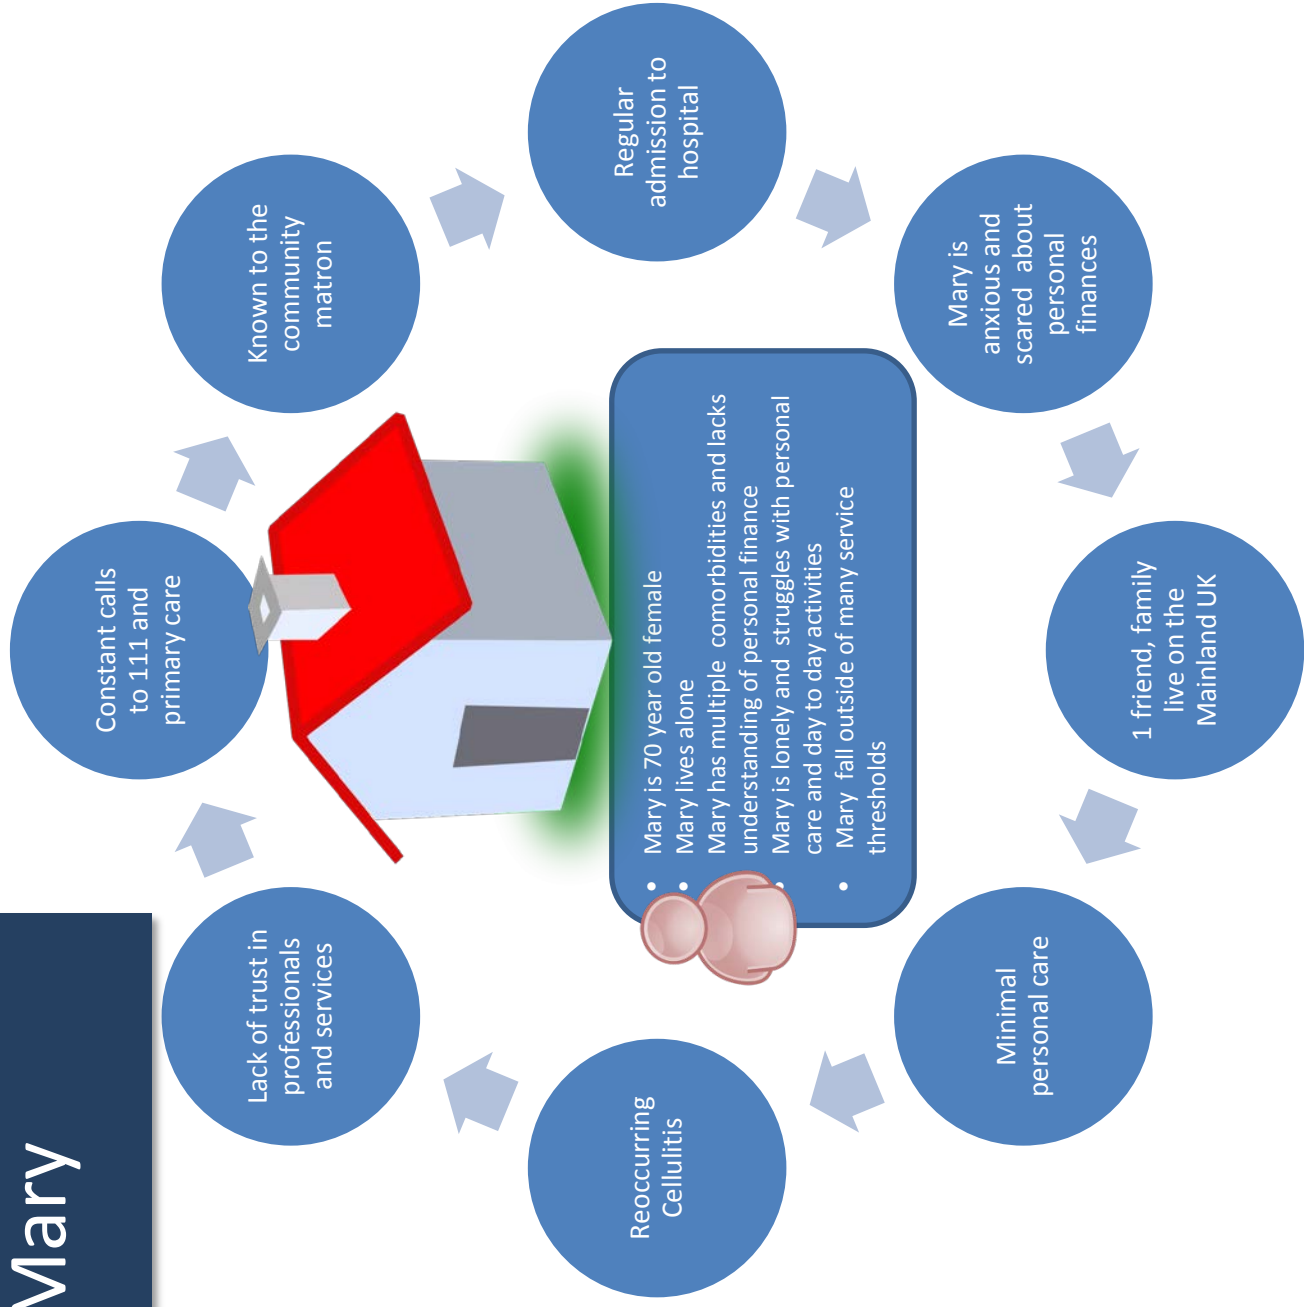 Mary
Constant calls
to 111 and
primary care
Known to the
community
matron
Regular
admission to
hospital
Mary is
anxious and
scared about
personal
finances
1 friend, family
live on the
Mainland UK
Minimal
personal care
Reoccurring
Cellulitis
Lack of trust in
professionals
and services
• Mary is 70 year old female
• Mary lives alone
Mary has multiple comorbidities and lacks
understanding of personal finance
• Mary is lonely and struggles with personal
care and day to day activities
• Mary fall outside of many service
thresholds